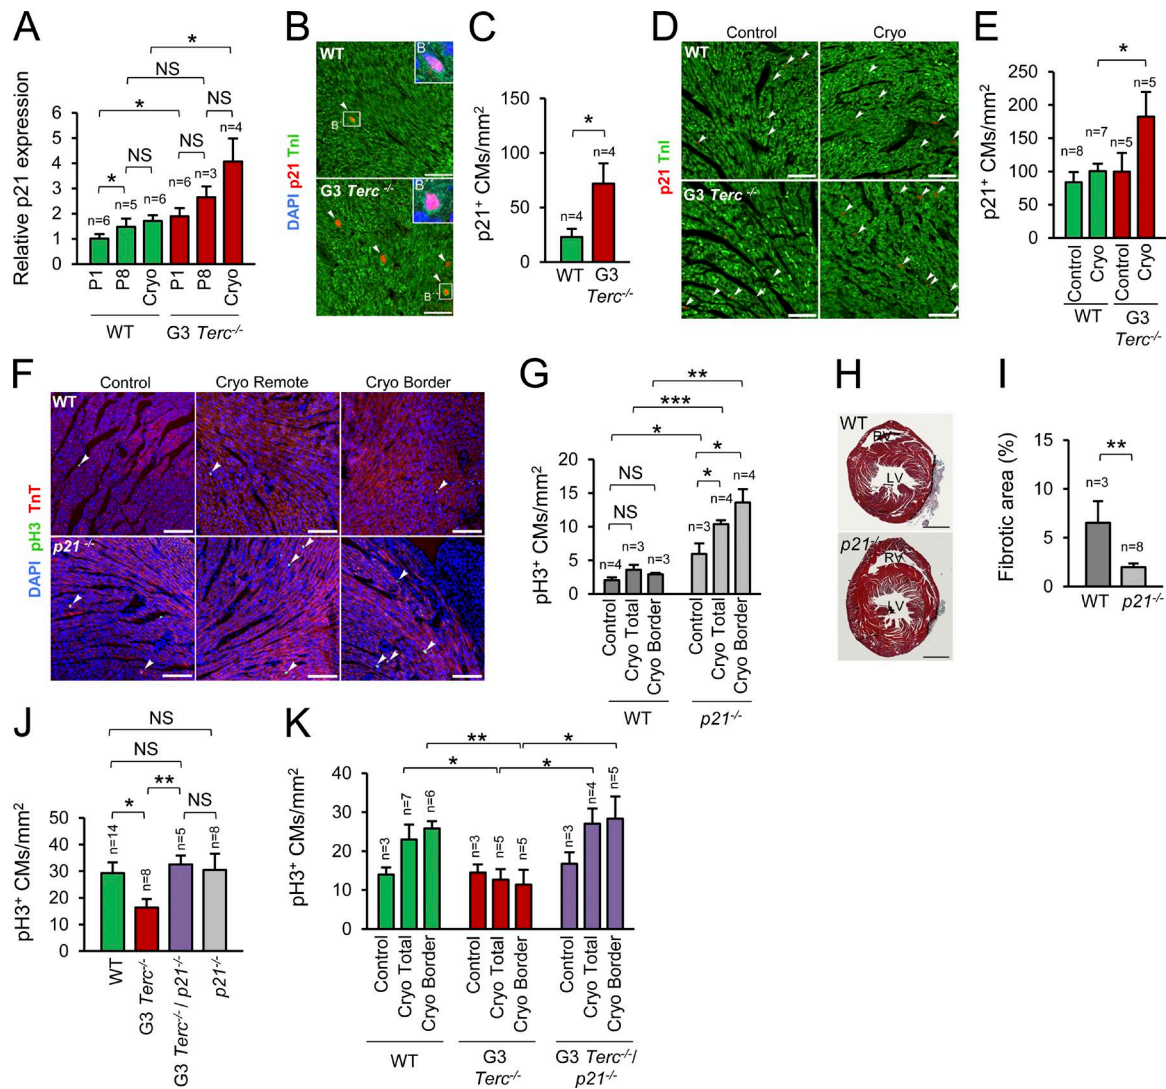 A
Relative p21 expression
6
5
4
3
2
1
0
*
NS
*
NS
NS
NS
*
n=6
n=5
n=6
n=6
n=3
n=4
P1
P8
Cryo
P1
P8
Cryo
WT
G3 Terc-/-
B
DAPI p21 TnI
WT
B´
B´
G3 Terc -/-
B´´
B´´
C
p21+ CMs/mm2
150
100
50
0
*
n=4
n=4
WT
G3
Terc-/-
D
Control
Cryo
p21 TnI
WT
G3 Terc -/-
E
p21+ CMs/mm2
250
200
150
100
50
0
*
n=8
n=7
n=5
n=5
Control
Cryo
Control
Cryo
WT
G3
Terc-/-
F
Control
Cryo Remote
Cryo Border
DAPI pH3 TnT
WT
p21 -/-
G
pH3+ CMs/mm2
20
15
10
5
0
**
***
*
NS
*
NS
*
n=4
n=3
n=3
n=3
n=4
n=4
Control
Cryo Total
Cryo Border
Control
Cryo Total
Cryo Border
WT
p21-/-
H
WT
RV
LV
p21-/-
RV
LV
I
Fibrotic area (%)
15
10
5
0
**
n=3
n=8
WT
p21-/-
J
pH3+ CMs/mm2
50
40
30
20
10
0
NS
NS
**
*
NS
n=14
n=8
n=5
n=8
WT
G3 Terc-/-
G3 Terc-/-/ p21-/-
p21-/-
K
pH3+ CMs/mm2
40
30
20
10
0
**
*
*
*
n=3
n=7
n=6
n=3
n=5
n=5
n=3
n=4
n=5
Control
Cryo Total
Cryo Border
Control
Cryo Total
Cryo Border
Control
Cryo Total
Cryo Border
WT
G3
Terc-/-
G3 Terc-/-/
p21-/-